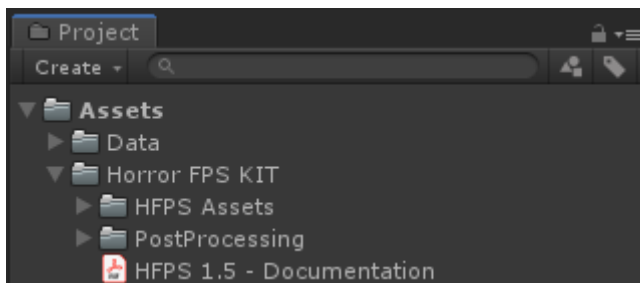 Project
Create
Assets
Data
Horror FPS KIT
HFPS Assets
PostProcessing
HFPS 1.5 - Documentation